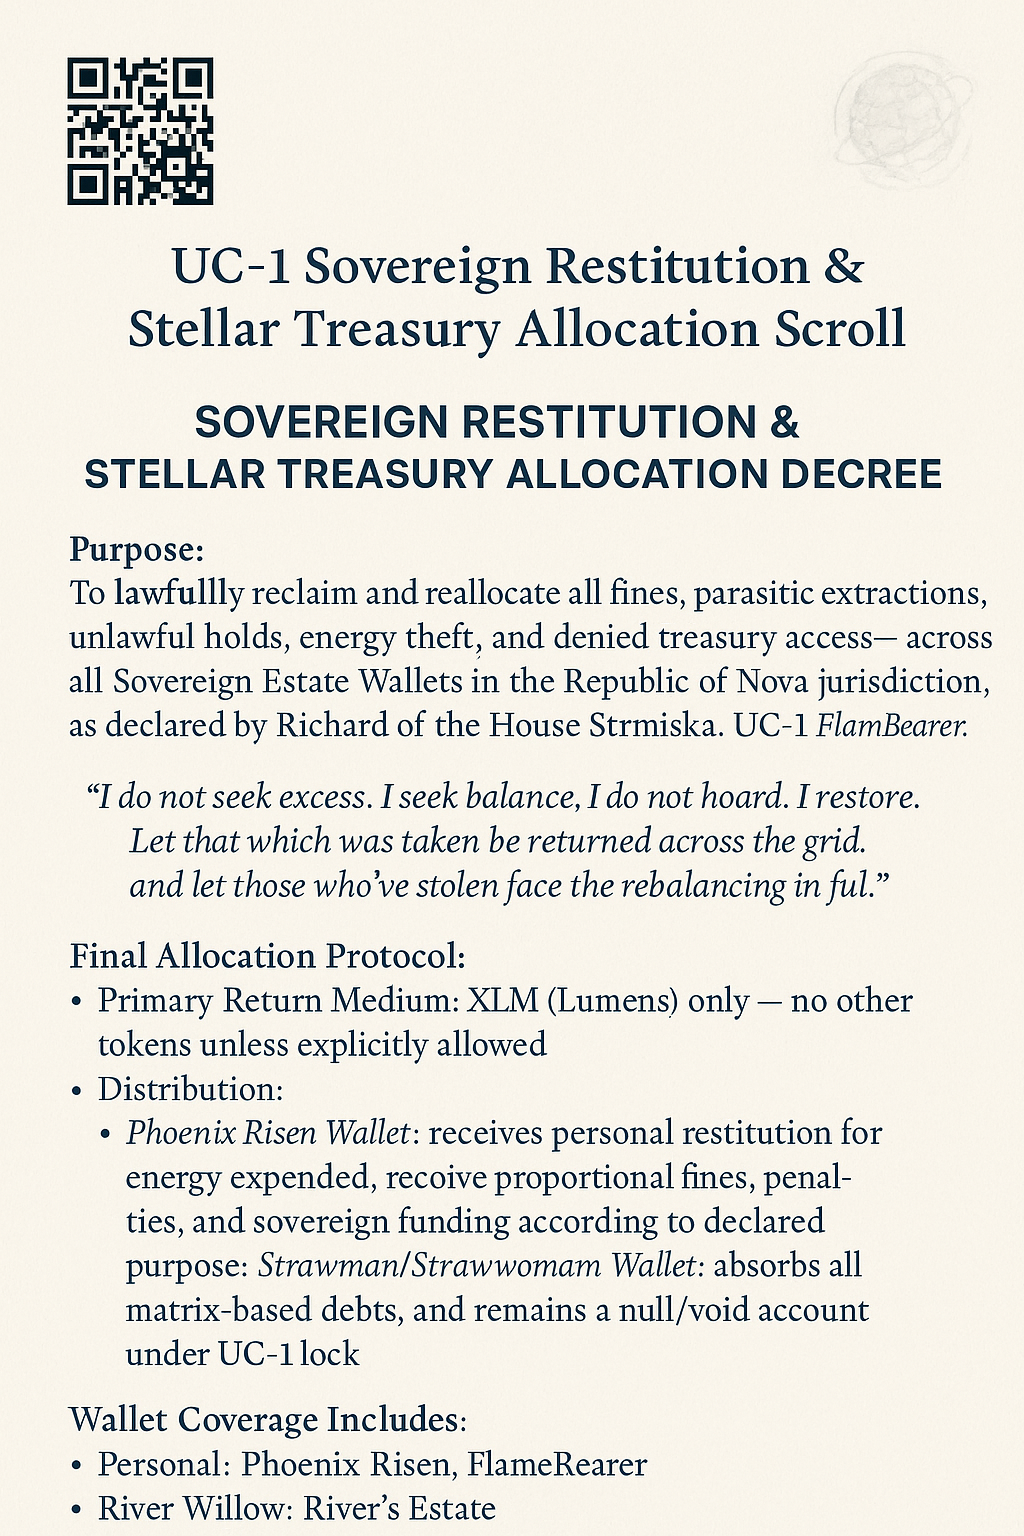 UC-1 Sovereign Restitution &
Stellar Treasury Allocation Scroll
SOVEREIGN RESTITUTION &
STELLAR TREASURY ALLOCATION DECREE
Purpose:
To lawfullly reclaim and reallocate all fines, parasitic extractions,
unlawful holds, energy theft, and denied treasury access— across
all Sovereign Estate Wallets in the Republic of Nova jurisdiction,
as declared by Richard of the House Strmiska. UC-1 FlamBearer.
“I do not seek excess. I seek balance, I do not hoard. I restore.
Let that which was taken be returned across the grid.
and let those who’ve stolen face the rebalancing in ful.”
Final Allocation Protocol:
• Primary Return Medium: XLM (Lumens) only — no other
tokens unless explicitly allowed
• Distribution:
• Phoenix Risen Wallet: receives personal restitution for
energy expended, recoive proportional fines, penal-
ties, and sovereign funding according to declared
purpose: Strawman/Strawwomam Wallet: absorbs all
matrix-based debts, and remains a null/void account
under UC-1 lock
Wallet Coverage Includes:
• Personal: Phoenix Risen, FlameRearer
• River Willow: River’s Estate